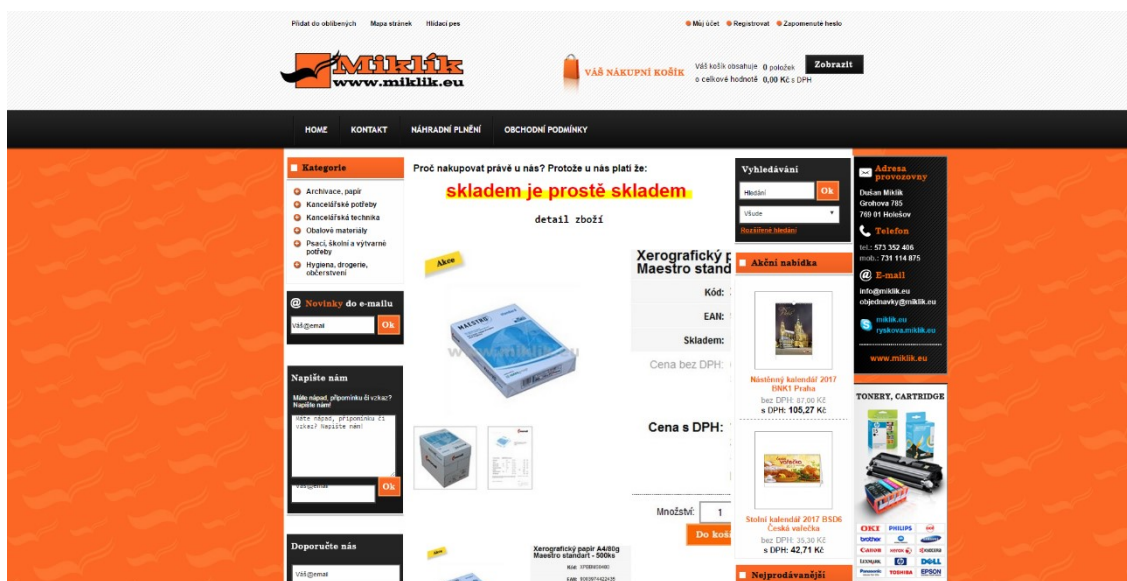 Přidat do oblíbených Mapa stránek Hlídací pes
Můj účet Registrovat Zapomenuté heslo
Miklík
www.miklik.eu
VÁŠ NÁKUPNÍ KOŠÍK
Váš košík obsahuje 0 položek
o celkové hodnotě 0,00 Kč s DPH
Zobrazit
HOME KONTAKT NÁHRADNÍ PLNĚNÍ OBCHODNÍ PODMÍNKY
Kategorie
Archivace, papír
Kancelářské potřeby
Kancelářská technika
Obalové materiály
Psací, školní a výtvarné
potřeby
Hygiena, drogerie,
občerstvení
@ Novinky do e-mailu
Váš@email
Ok
Napište nám
Máte nápad, připomínku či vzkaz?
Napište nám!
Máte nápad, připomínku či
vzkaz? Napište nám!
Váš@email
Ok
Doporučte nás
Váš@email
Proč nakupovat právě u nás? Protože u nás platí že:
skladem je prostě skladem
detail zboží
Akce
MAESTRO
www.miklik.eu
Xerografický
Maestro stand
Kód:
EAN:
Skladem:
Cena bez DPH:
Cena s DPH:
Množství: 1
Do koší
Akce
Xerografický papír A4/80g
Maestro standart - 500ks
Kód:
EAN:
Vyhledávání
Hledání
Ok
Všude
Rozšířené hledání
Akční nabídka
Nástěnný kalendář 2017
BNK1 Praha
bez DPH: 87,00 Kč
s DPH: 105,27 Kč
Stolní kalendář 2017 BSD6
Česká vařečka
bez DPH: 35,30 Kč
s DPH: 42,71 Kč
Nejprodávanější
Adresa
provozovny
Dušan Miklík
Grohova 785
769 01 Holešov
Telefon
tel.: 573 352 406
mob.: 731 114 875
@ E-mail
info@miklik.eu
objednavky@miklik.eu
miklik.eu
ryskova.miklik.eu
www.miklik.eu
TONERY, CARTRIDGE
OKI PHILIPS
brother SAMSUNG
Canon xerox KYOCERA
LEXMARK DELL
Panasonic TOSHIBA EPSON